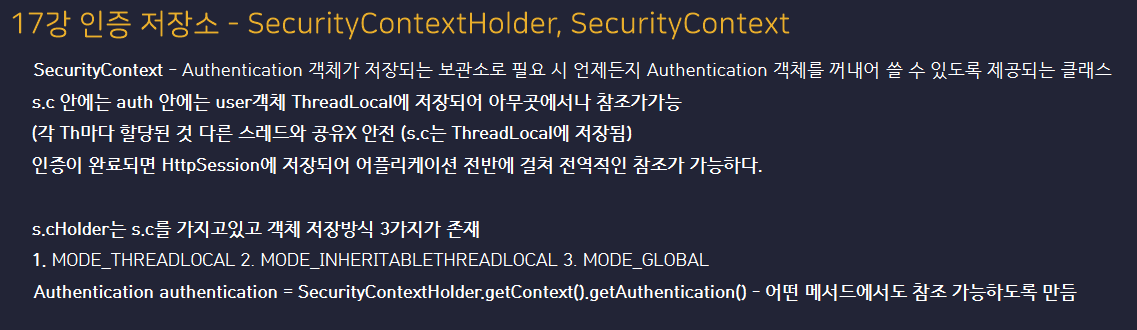 17강 인증 저장소 - SecurityContextHolder, SecurityContext
SecurityContext - Authentication 객체가 저장되는 보관소로 필요 시 언제든지 Authentication 객체를 꺼내어 쓸 수 있도록 제공되는 클래스
s.c 안에는 auth 안에는 user객체 ThreadLocal에 저장되어 아무곳에서나 참조가가능
(각 Th마다 할당된 것 다른 스레드와 공유X 안전 (s.c는 ThreadLocal에 저장됨)
인증이 완료되면 HttpSession에 저장되어 어플리케이션 전반에 걸쳐 전역적인 참조가 가능하다.
s.cHolder는 s.c를 가지고있고 객체 저장방식 3가지가 존재
1. MODE_THREADLOCAL 2. MODE_INHERITABLETHREADLOCAL 3. MODE_GLOBAL
Authentication authentication = SecurityContextHolder.getContext().getAuthentication() - 어떤 메서드에서도 참조 가능하도록 만듬